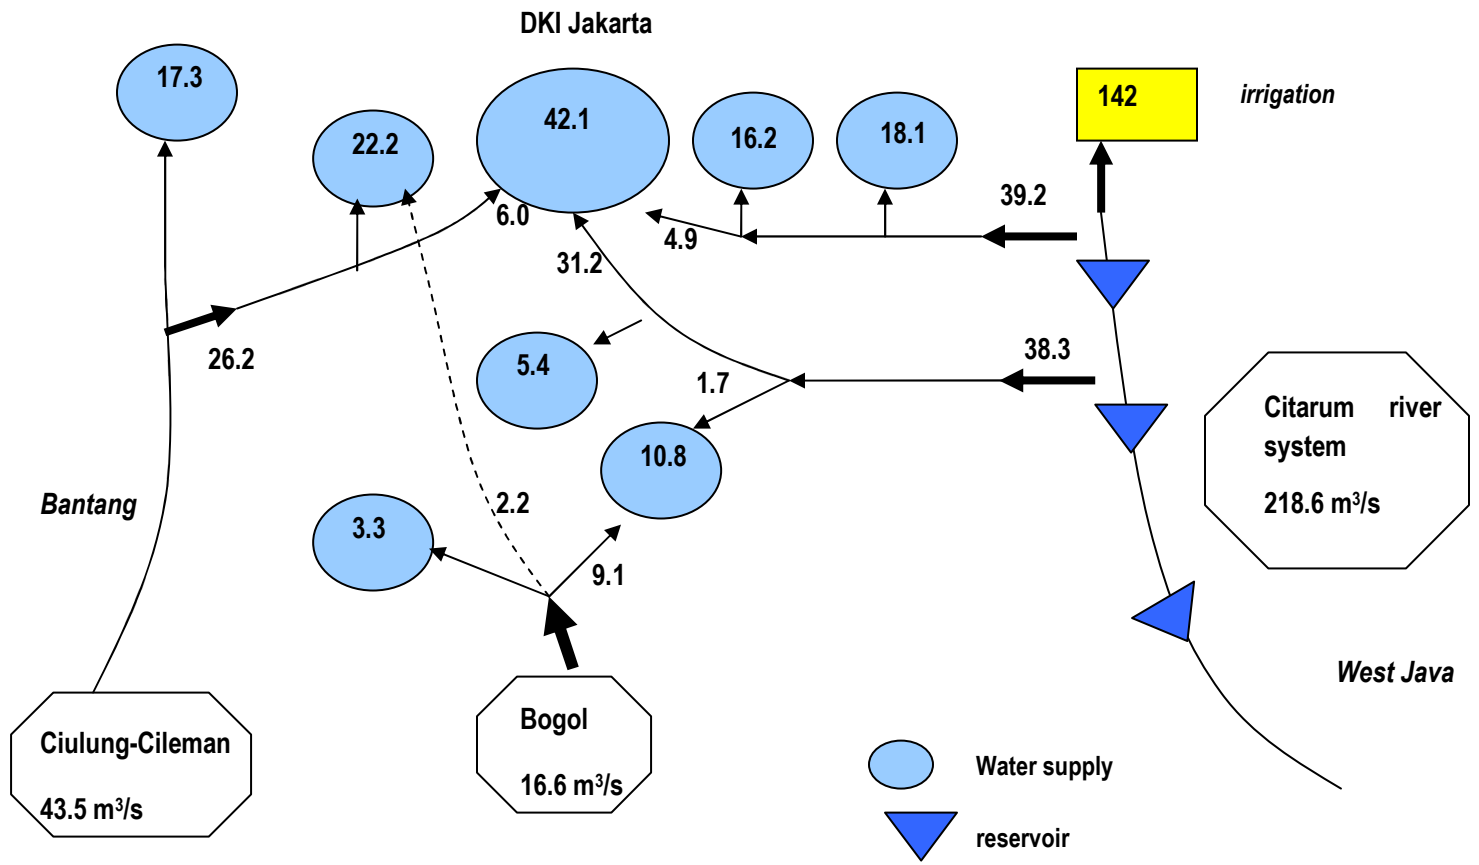 DKI Jakarta
17.3
22.2
42.1
16.2
18.1
142
irrigation
39.2
6.0
4.9
31.2
26.2
5.4
1.7
38.3
Citarum river
system
218.6 m³/s
10.8
Bantang
3.3
2.2
9.1
West Java
Bogol
16.6 m³/s
Ciulung-Cileman
43.5 m³/s
Water supply
reservoir